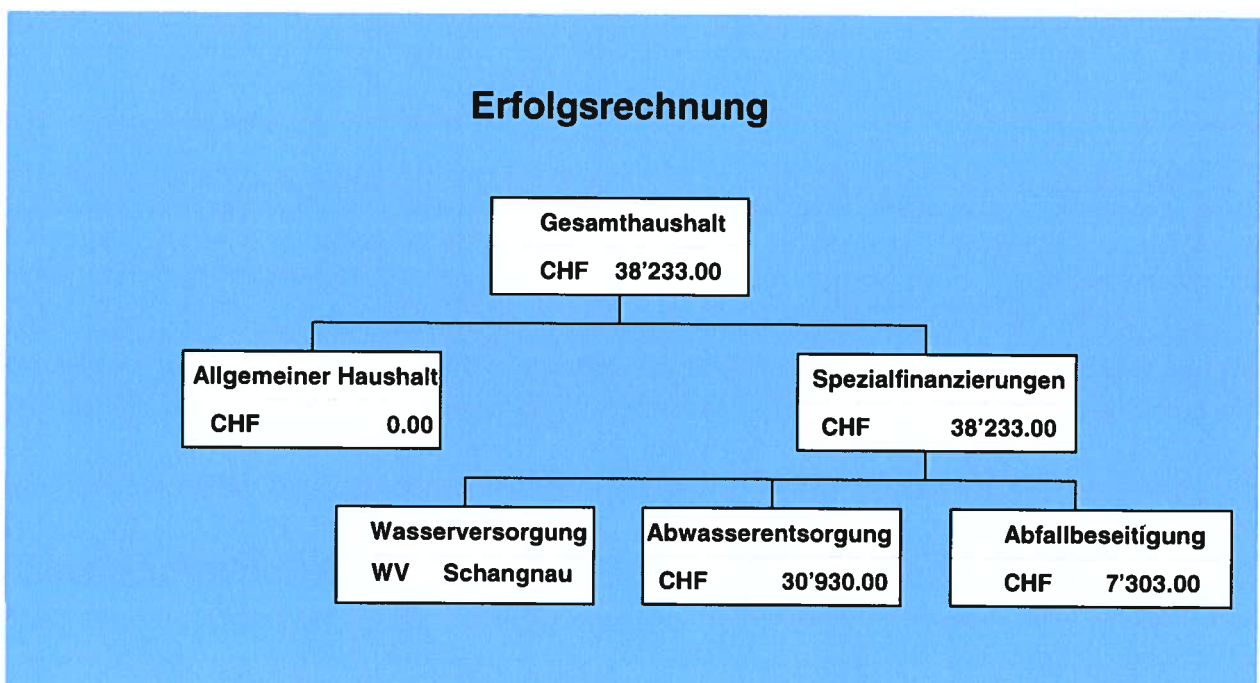 Erfolgsrechnung
Gesamthaushalt
CHF 38'233.00
Allgemeiner Haushalt
CHF 0.00
Spezialfinanzierungen
CHF 38'233.00
Wasserversorgung
WV Schangnau
Abwasserentsorgung
CHF 30'930.00
Abfallbeseitigung
CHF 7'303.00